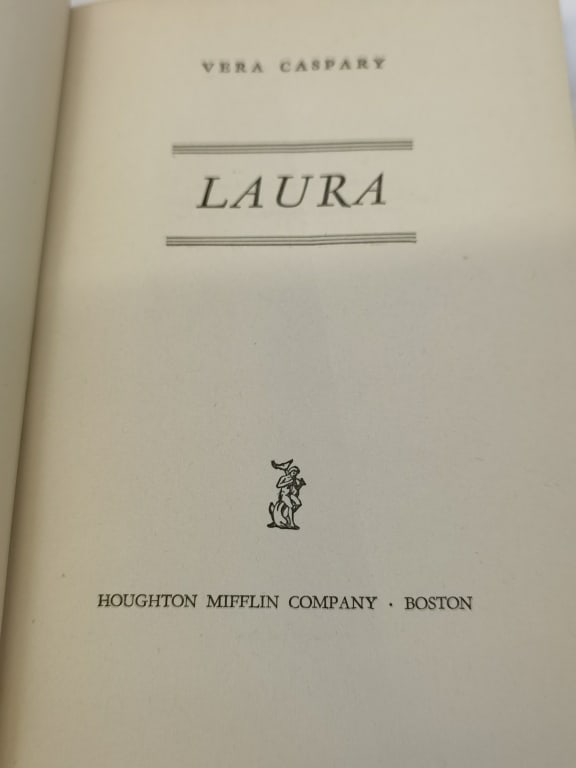 VERA CASPARY
LAURA
HOUGHTON MIFFLIN COMPANY · BOSTON